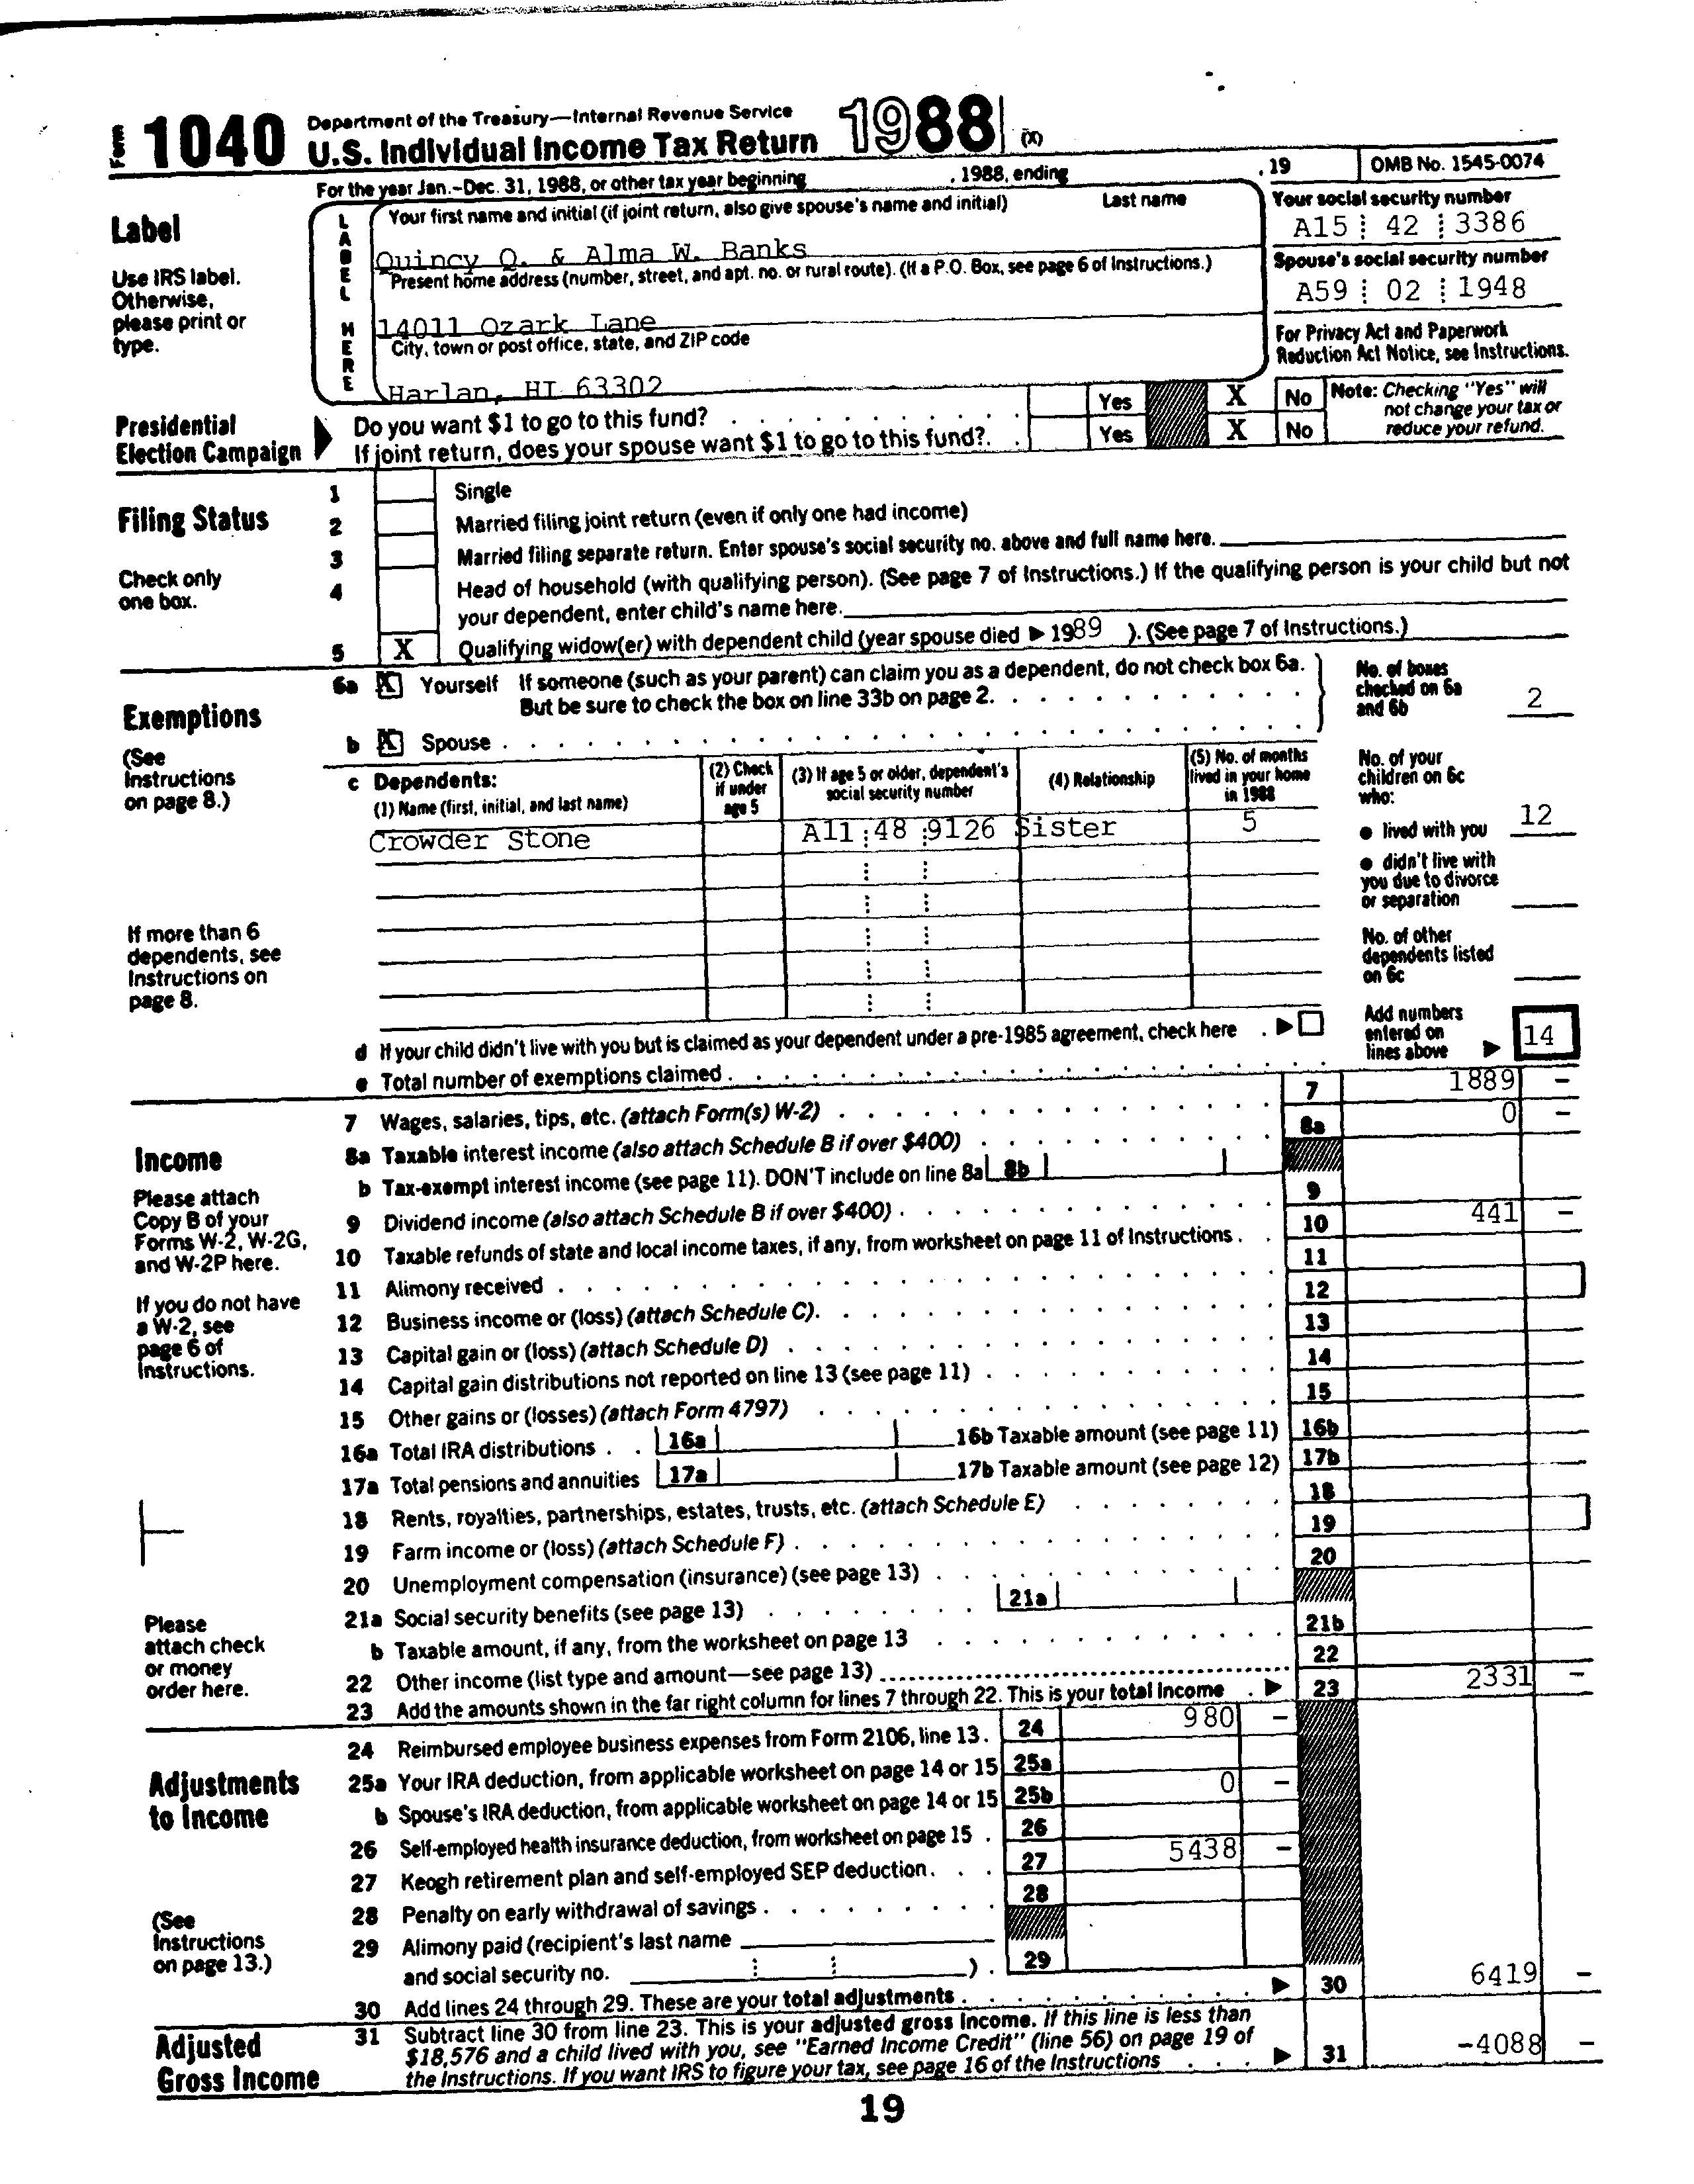 Form 1040 Department of the Treasury—Internal Revenue Service
U.S. Individual Income Tax Return 1988 (X)
For the year Jan.-Dec. 31, 1988, or other tax year beginning , 1988, ending , 19 OMB No. 1545-0074
Label
Use IRS label.
Otherwise,
please print or
type.
LABEL HERE
Your first name and initial (if joint return, also give spouse's name and initial) Last name
Quincy Q. & Alma W. Banks
Present home address (number, street, and apt. no. or rural route). (If a P.O. Box, see page 6 of Instructions.)
14011 Ozark Lane
City, town or post office, state, and ZIP code
Harlan, HI 63302
Your social security number
A15 42 3386
Spouse's social security number
A59 02 1948
For Privacy Act and Paperwork
Reduction Act Notice, see Instructions.
Presidential
Election Campaign
Do you want $1 to go to this fund? Yes X No
If joint return, does your spouse want $1 to go to this fund? Yes X No
Note: Checking "Yes" will
not change your tax or
reduce your refund.
Filing Status
Check only
one box.
1 Single
2 Married filing joint return (even if only one had income)
3 Married filing separate return. Enter spouse's social security no. above and full name here.
4 Head of household (with qualifying person). (See page 7 of Instructions.) If the qualifying person is your child but not
your dependent, enter child's name here.
5 X Qualifying widow(er) with dependent child (year spouse died ▶ 1989 ). (See page 7 of Instructions.)
Exemptions
(See
Instructions
on page 8.)
If more than 6
dependents, see
Instructions on
page 8.
6a X Yourself If someone (such as your parent) can claim you as a dependent, do not check box 6a.
But be sure to check the box on line 33b on page 2.
b X Spouse
No. of boxes
checked on 6a
and 6b 2
c Dependents:
(1) Name (first, initial, and last name)
(2) Check
if under
age 5
(3) If age 5 or older, dependent's
social security number
(4) Relationship
(5) No. of months
lived in your home
in 1988
Crowder Stone A11 48 9126 Sister 5
No. of your
children on 6c
who:
● lived with you 12
● didn't live with
you due to divorce
or separation
No. of other
dependents listed
on 6c
d If your child didn't live with you but is claimed as your dependent under a pre-1985 agreement, check here ▶
e Total number of exemptions claimed
Add numbers
entered on
lines above ▶ 14
Income
Please attach
Copy B of your
Forms W-2, W-2G,
and W-2P here.
If you do not have
a W-2, see
page 6 of
Instructions.
Please
attach check
or money
order here.
7 Wages, salaries, tips, etc. (attach Form(s) W-2) 7 1889 –
8a Taxable interest income (also attach Schedule B if over $400) 8a 0 –
b Tax-exempt interest income (see page 11). DON'T include on line 8a 8b
9 Dividend income (also attach Schedule B if over $400) 9
10 Taxable refunds of state and local income taxes, if any, from worksheet on page 11 of Instructions 10 441 –
11 Alimony received 11
12 Business income or (loss) (attach Schedule C) 12
13 Capital gain or (loss) (attach Schedule D) 13
14 Capital gain distributions not reported on line 13 (see page 11) 14
15 Other gains or (losses) (attach Form 4797) 15
16a Total IRA distributions 16a 16b Taxable amount (see page 11) 16b
17a Total pensions and annuities 17a 17b Taxable amount (see page 12) 17b
18 Rents, royalties, partnerships, estates, trusts, etc. (attach Schedule E) 18
19 Farm income or (loss) (attach Schedule F) 19
20 Unemployment compensation (insurance) (see page 13) 20
21a Social security benefits (see page 13) 21a
b Taxable amount, if any, from the worksheet on page 13 21b
22 Other income (list type and amount—see page 13) 22
23 Add the amounts shown in the far right column for lines 7 through 22. This is your total income ▶ 23 2331 –
Adjustments
to Income
(See
Instructions
on page 13.)
24 Reimbursed employee business expenses from Form 2106, line 13. 24 980 –
25a Your IRA deduction, from applicable worksheet on page 14 or 15 25a
b Spouse's IRA deduction, from applicable worksheet on page 14 or 15 25b 0 –
26 Self-employed health insurance deduction, from worksheet on page 15 26
27 Keogh retirement plan and self-employed SEP deduction 27 5438 –
28 Penalty on early withdrawal of savings 28
29 Alimony paid (recipient's last name
and social security no. ) 29
30 Add lines 24 through 29. These are your total adjustments ▶ 30 6419 –
Adjusted
Gross Income
31 Subtract line 30 from line 23. This is your adjusted gross income. If this line is less than
$18,576 and a child lived with you, see "Earned Income Credit" (line 56) on page 19 of
the Instructions. If you want IRS to figure your tax, see page 16 of the Instructions ▶ 31 -4088 –
19